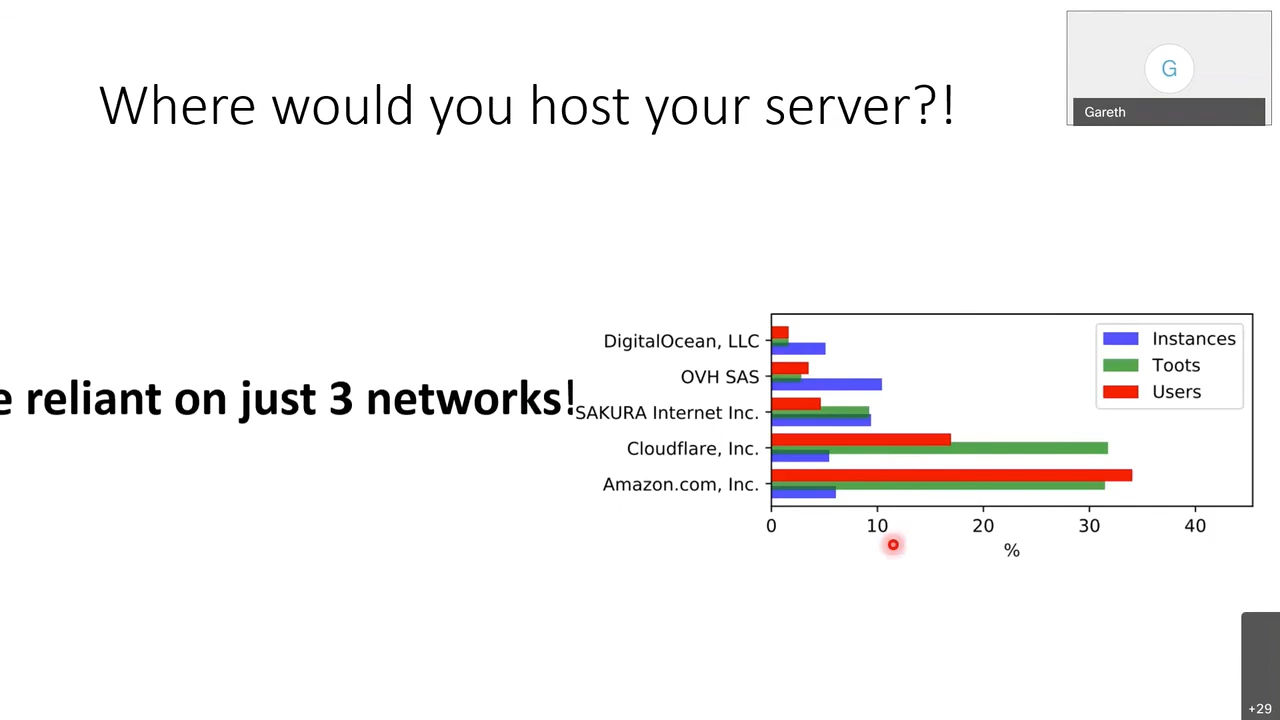 Where would you host your server?!
G
Gareth
e reliant on just 3 networks!
DigitalOcean, LLC
OVH SAS
SAKURA Internet Inc.
Cloudflare, Inc.
Amazon.com, Inc.
Instances
Toots
Users
0 10 20 30 40
%
+29